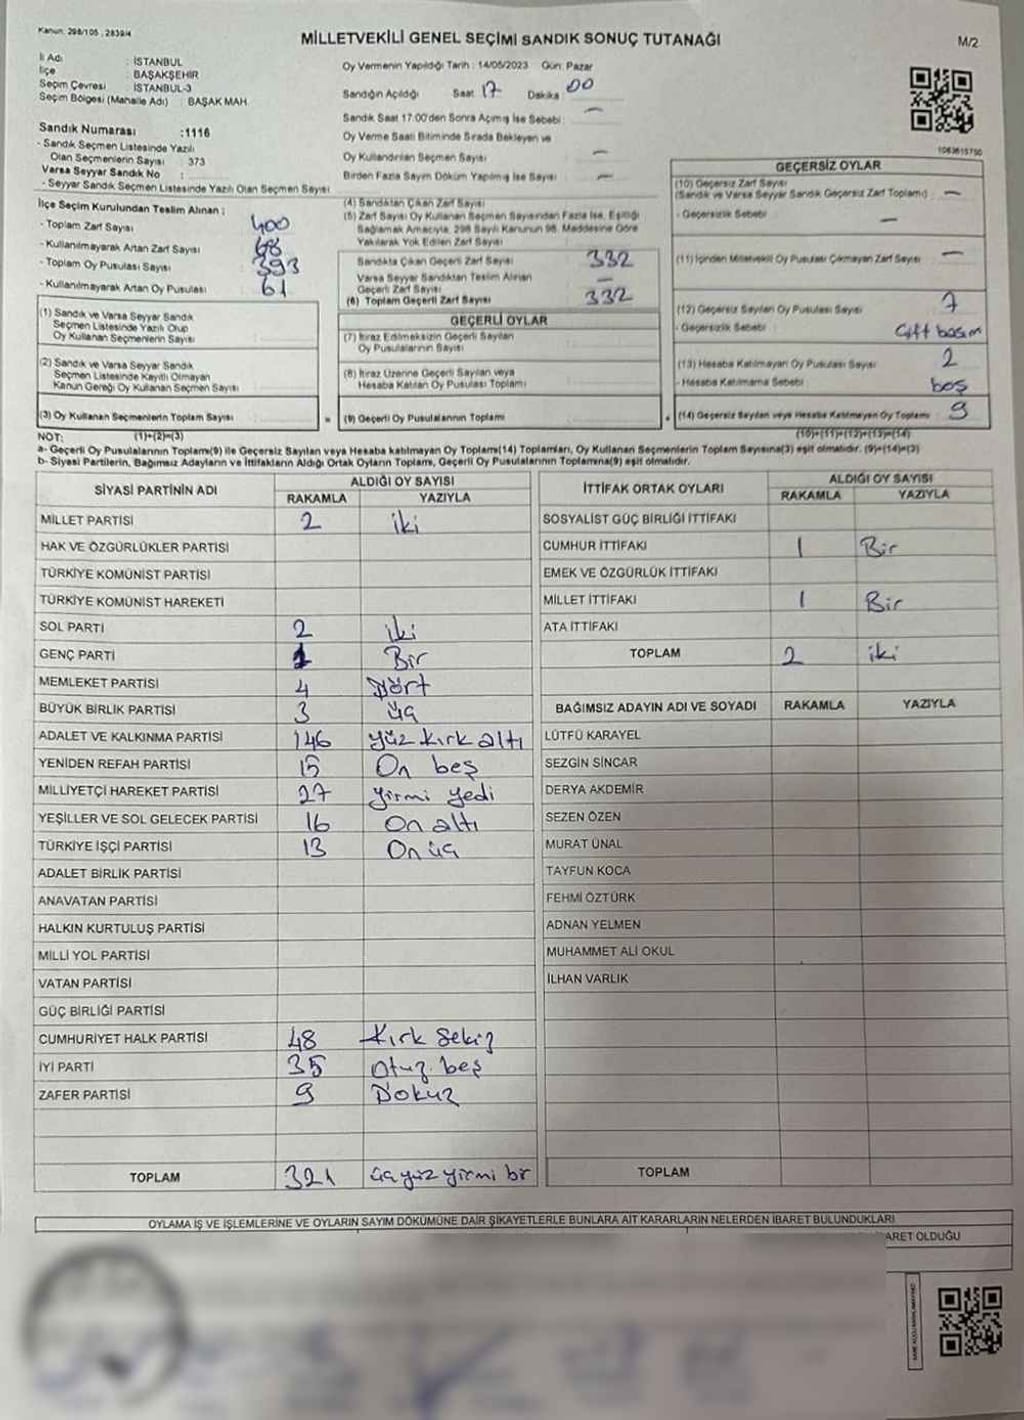 Kanun: 298/105 , 2839/4
MİLLETVEKİLİ GENEL SEÇİMİ SANDIK SONUÇ TUTANAĞI
M/2
İl Adı : İSTANBUL
İlçe : BAŞAKŞEHİR
Seçim Çevresi : İSTANBUL-3
Seçim Bölgesi (Mahalle Adı) : BAŞAK MAH.
Sandık Numarası :1116
- Sandık Seçmen Listesinde Yazılı
Olan Seçmenlerin Sayısı : 373
Varsa Seyyar Sandık No :
- Seyyar Sandık Seçmen Listesinde Yazılı Olan Seçmen Sayısı
İlçe Seçim Kurulundan Teslim Alınan ;
- Toplam Zarf Sayısı 400
- Kullanılmayarak Artan Zarf Sayısı 68
- Toplam Oy Pusulası Sayısı 393
- Kullanılmayarak Artan Oy Pusulası 61
Oy Vermenin Yapıldığı Tarih : 14/05/2023 Gün: Pazar
Sandığın Açıldığı Saat 17 Dakika 00
Sandık Saat 17:00'den Sonra Açımış İse Sebebi : —
Oy Verme Saati Bitiminde Sırada Bekleyen ve
Oy Kullandırılan Seçmen Sayısı —
Birden Fazla Sayım Döküm Yapılmış İse Sayısı —
(4) Sandıktan Çıkan Zarf Sayısı
(5) Zarf Sayısı Oy Kullanan Seçmen Sayısından Fazla İse, Eşitliği
Sağlamak Amacıyla, 298 Sayılı Kanunun 98. Maddesine Göre
Yakılarak Yok Edilen Zarf Sayısı
Sandıkta Çıkan Geçerli Zarf Sayısı 332
Varsa Seyyar Sandıktan Teslim Alınan
Geçerli Zarf Sayısı —
(6) Toplam Geçerli Zarf Sayısı 332
1063615750
GEÇERSİZ OYLAR
(10) Geçersiz Zarf Sayısı
(Sandık ve Varsa Seyyar Sandık Geçersiz Zarf Toplamı) —
- Geçersizlik Sebebi —
(11) İçinden Milletvekili Oy Pusulası Çıkmayan Zarf Sayısı —
(12) Geçersiz Sayılan Oy Pusulası Sayısı 7
- Geçersizlik Sebebi : Çift basım
(13) Hesaba Katılmayan Oy Pusulası Sayısı 2
- Hesaba Katılmama Sebebi boş
(14) Geçersiz Sayılan veya Hesaba Katılmayan Oy Toplamı 9
(10)+(11)+(12)+(13)=(14)
(1) Sandık ve Varsa Seyyar Sandık
Seçmen Listesinde Yazılı Olup
Oy Kullanan Seçmenlerin Sayısı
(2) Sandık ve Varsa Seyyar Sandık
Seçmen Listesinde Kayıtlı Olmayan
Kanun Gereği Oy Kullanan Seçmen Sayısı
(3) Oy Kullanan Seçmenlerin Toplam Sayısı
(1)+(2)=(3)
GEÇERLİ OYLAR
(7) İtiraz Edilmeksizin Geçerli Sayılan
Oy Pusulalarının Sayısı
(8) İtiraz Üzerine Geçerli Sayılan veya
Hesaba Katılan Oy Pusulası Toplamı
(9) Geçerli Oy Pusulalarının Toplamı
NOT:
a- Geçerli Oy Pusulalarının Toplamı(9) ile Geçersiz Sayılan veya Hesaba katılmayan Oy Toplamı(14) Toplamları, Oy Kullanan Seçmenlerin Toplam Sayısına(3) eşit olmalıdır. (9)+(14)=(3)
b- Siyasi Partilerin, Bağımsız Adayların ve İttifakların Aldığı Ortak Oyların Toplamı, Geçerli Oy Pusulalarının Toplamına(9) eşit olmalıdır.
SİYASİ PARTİNİN ADI ALDIĞI OY SAYISI
RAKAMLA YAZIYLA
MİLLET PARTİSİ 2 iki
HAK VE ÖZGÜRLÜKLER PARTİSİ
TÜRKİYE KOMÜNİST PARTİSİ
TÜRKİYE KOMÜNİST HAREKETİ
SOL PARTİ 2 iki
GENÇ PARTİ 1 Bir
MEMLEKET PARTİSİ 4 Dört
BÜYÜK BİRLİK PARTİSİ 3 üç
ADALET VE KALKINMA PARTİSİ 146 yüz kırk altı
YENİDEN REFAH PARTİSİ 15 On beş
MİLLİYETÇİ HAREKET PARTİSİ 27 yirmi yedi
YEŞİLLER VE SOL GELECEK PARTİSİ 16 On altı
TÜRKİYE İŞÇİ PARTİSİ 13 On üç
ADALET BİRLİK PARTİSİ
ANAVATAN PARTİSİ
HALKIN KURTULUŞ PARTİSİ
MİLLİ YOL PARTİSİ
VATAN PARTİSİ
GÜÇ BİRLİĞİ PARTİSİ
CUMHURİYET HALK PARTİSİ 48 Kırk Sekiz
İYİ PARTİ 35 otuz beş
ZAFER PARTİSİ 9 Dokuz
TOPLAM 321 üçyüz yirmi bir
İTTİFAK ORTAK OYLARI ALDIĞI OY SAYISI
RAKAMLA YAZIYLA
SOSYALİST GÜÇ BİRLİĞİ İTTİFAKI
CUMHUR İTTİFAKI 1 Bir
EMEK VE ÖZGÜRLÜK İTTİFAKI
MİLLET İTTİFAKI 1 Bir
ATA İTTİFAKI
TOPLAM 2 iki
BAĞIMSIZ ADAYIN ADI VE SOYADI RAKAMLA YAZIYLA
LÜTFÜ KARAYEL
SEZGİN SİNCAR
DERYA AKDEMİR
SEZEN ÖZEN
MURAT ÜNAL
TAYFUN KOCA
FEHMİ ÖZTÜRK
ADNAN YELMEN
MUHAMMET ALİ OKUL
İLHAN VARLIK
TOPLAM
OYLAMA İŞ VE İŞLEMLERİNE VE OYLARIN SAYIM DÖKÜMÜNE DAİR ŞİKAYETLERLE BUNLARA AİT KARARLARIN NELERDEN İBARET BULUNDUKLARI
ARET OLDUĞU